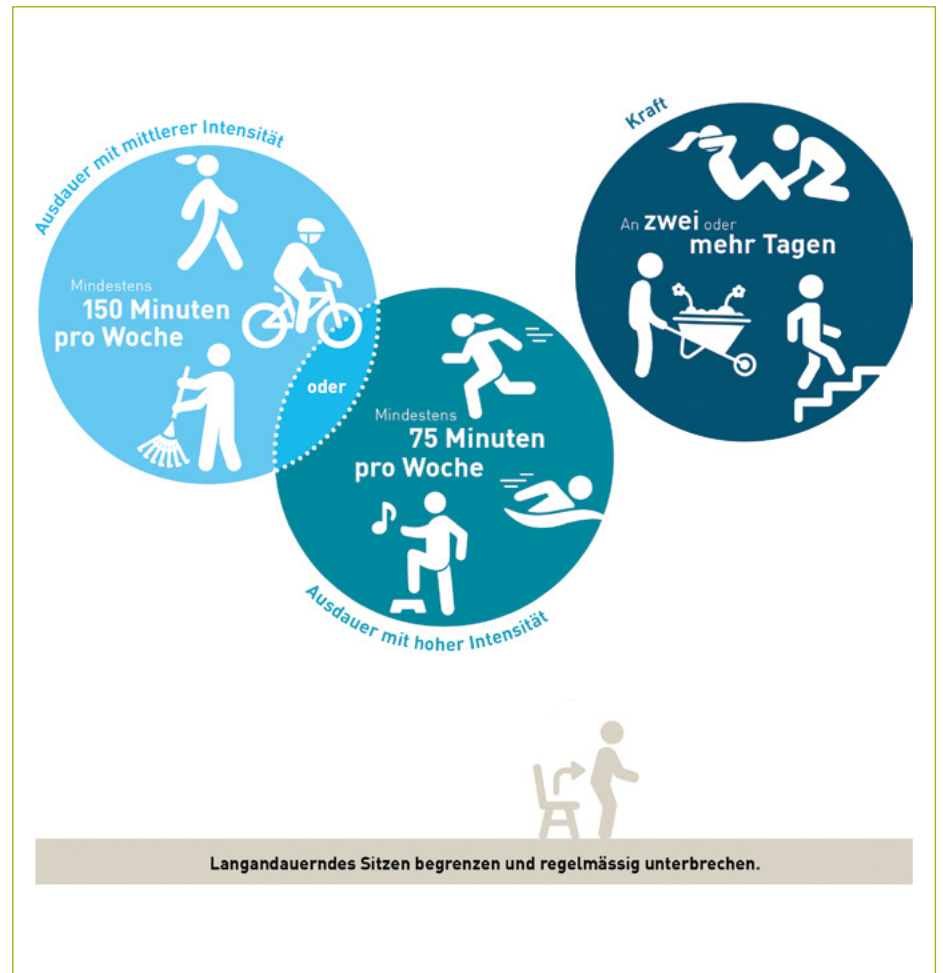 Ausdauer mit mittlerer Intensität
Mindestens
150 Minuten
pro Woche
oder
Mindestens
75 Minuten
pro Woche
Ausdauer mit hoher Intensität
Kraft
An zwei oder
mehr Tagen
Langandauerndes Sitzen begrenzen und regelmässig unterbrechen.